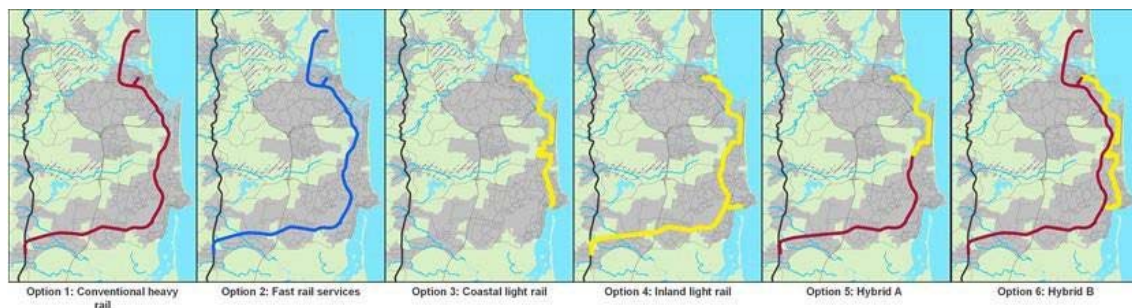 Option 1: Conventional heavy
rail
Option 2: Fast rail services
Option 3: Coastal light rail
Option 4: Inland light rail
Option 5: Hybrid A
Option 6: Hybrid B